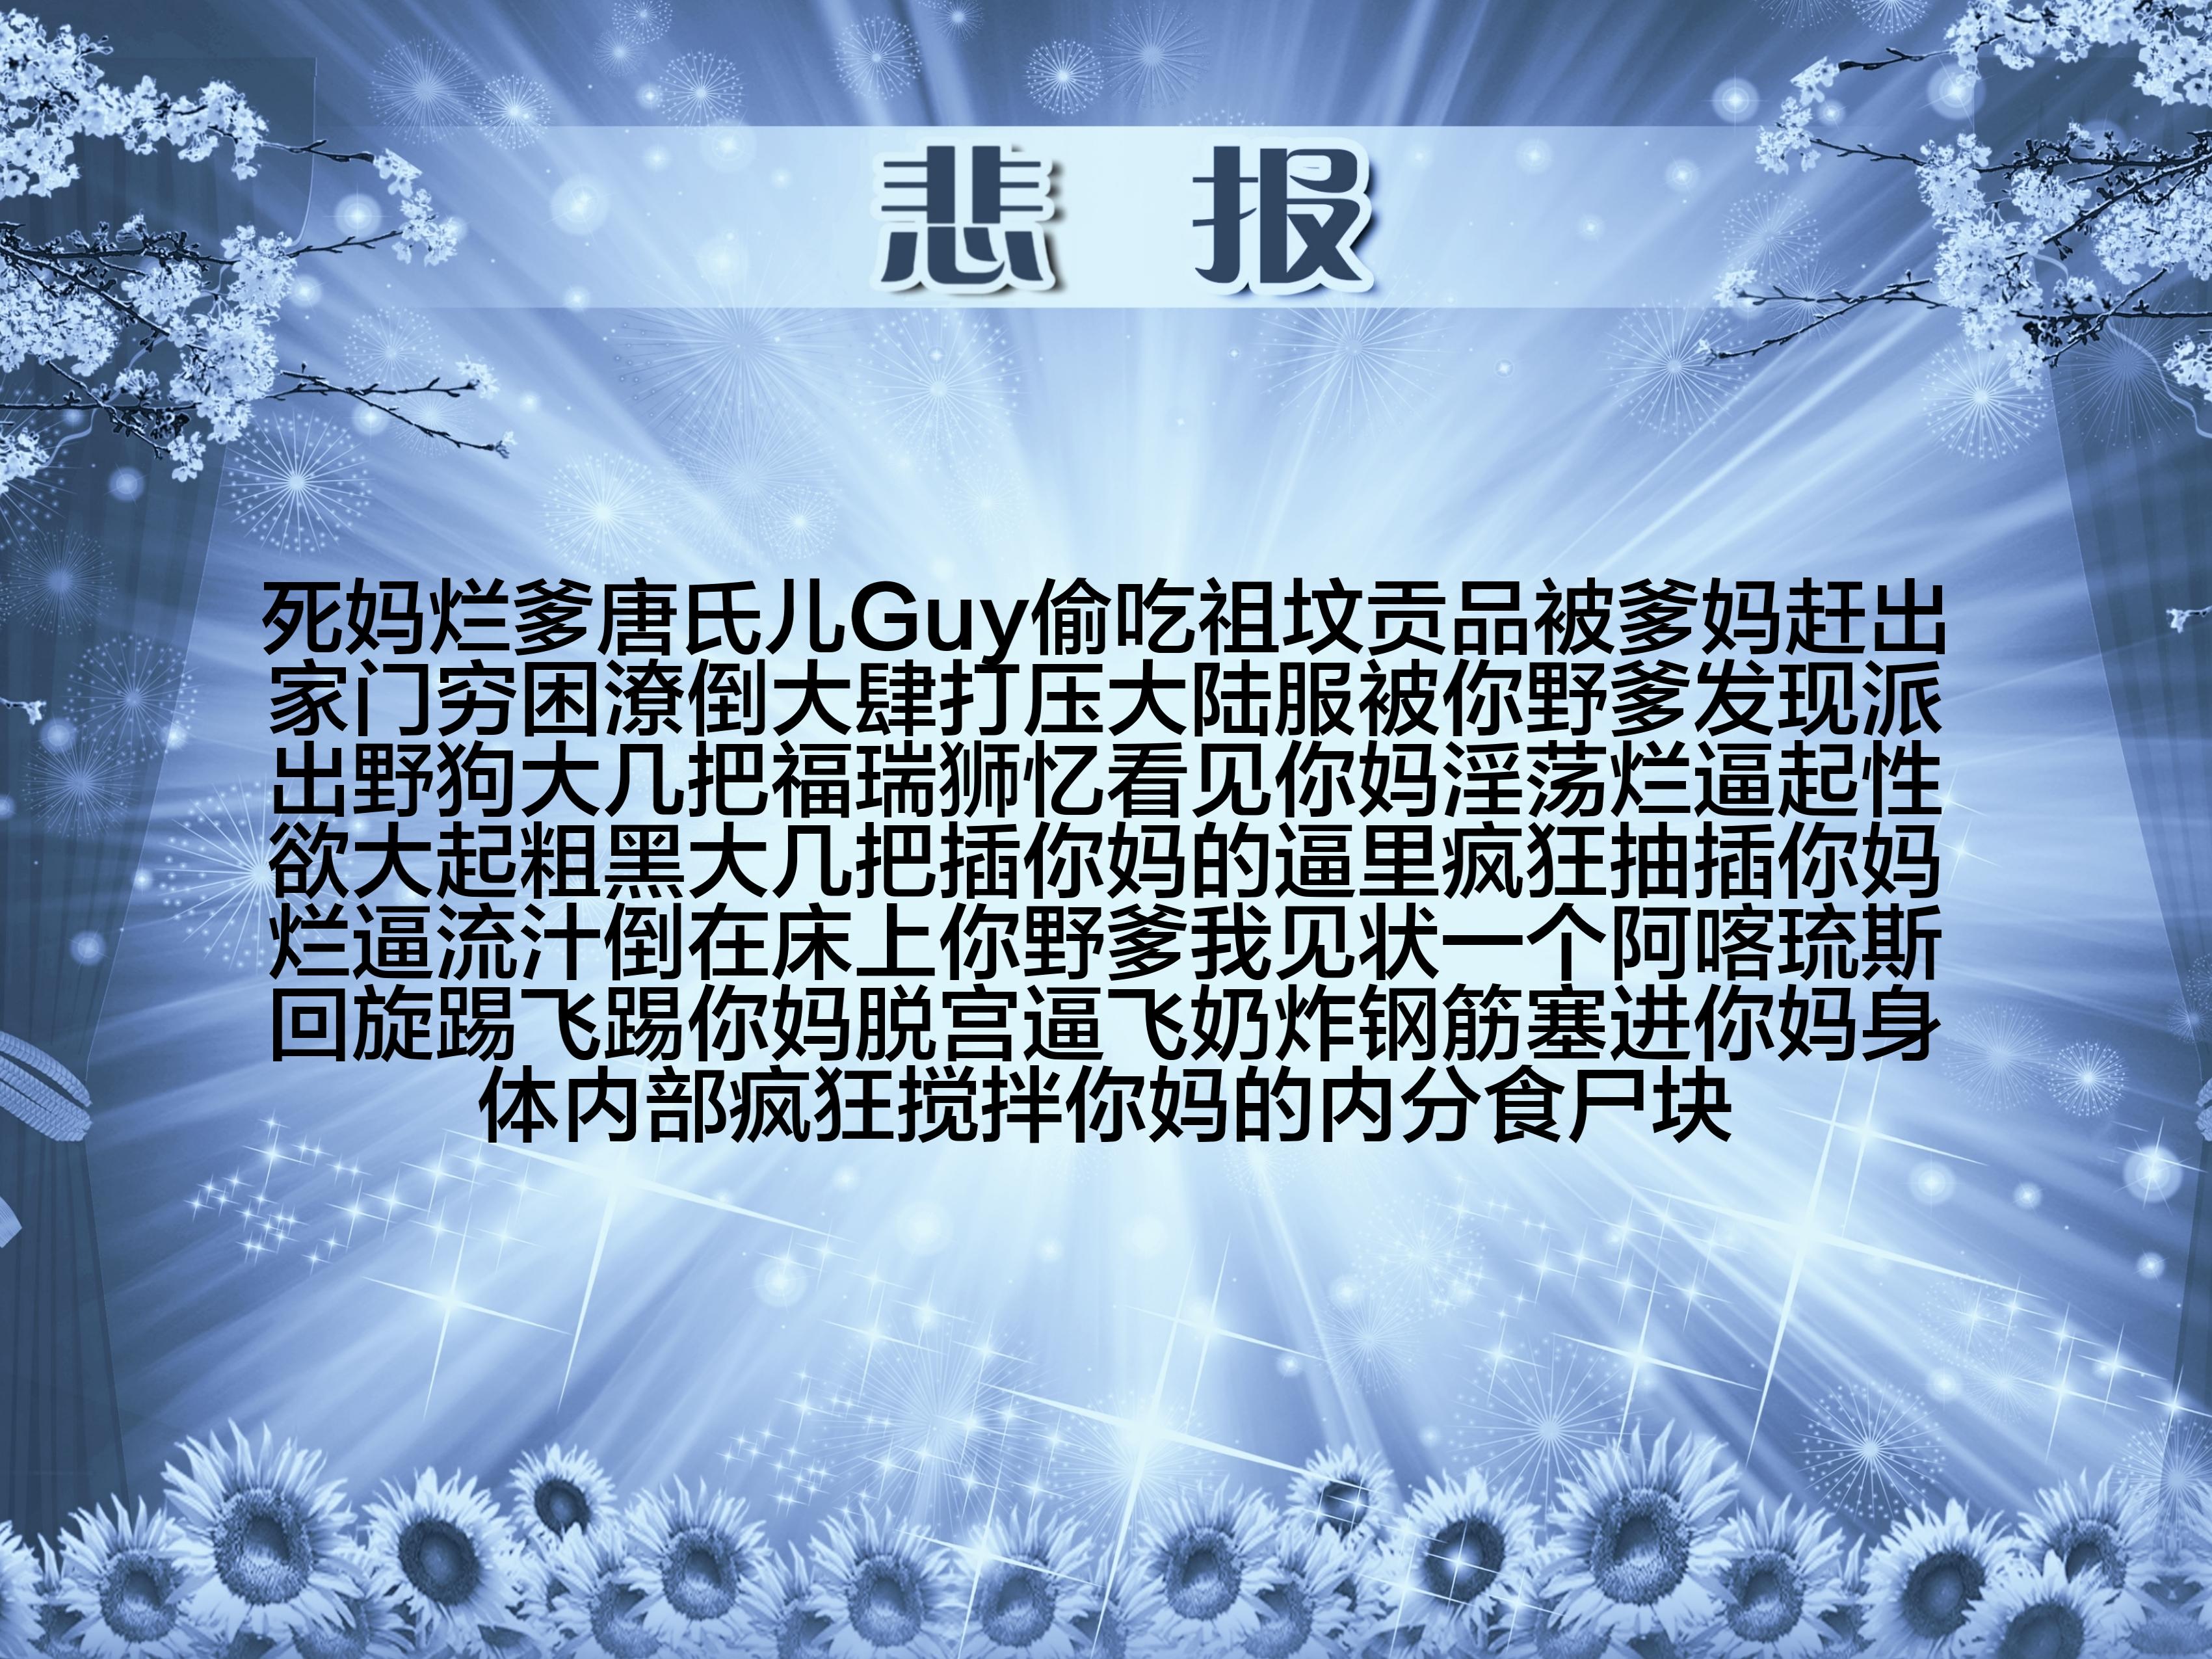 悲 报
死妈烂爹唐氏儿Guy偷吃祖坟贡品被爹妈赶出
家门穷困潦倒大肆打压大陆服被你野爹发现派
出野狗大几把福瑞狮忆看见你妈淫荡烂逼起性
欲大起粗黑大几把插你妈的逼里疯狂抽插你妈
烂逼流汁倒在床上你野爹我见状一个阿喀琉斯
回旋踢飞踢你妈脱宫逼飞奶炸钢筋塞进你妈身
体内部疯狂搅拌你妈的内分食尸块